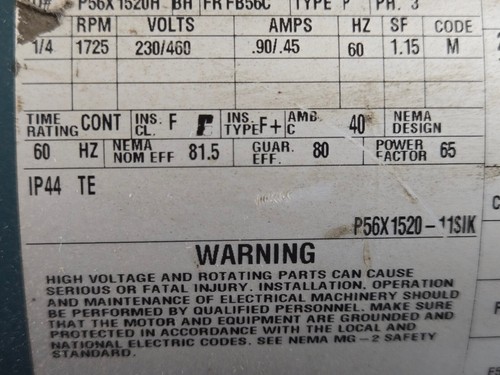 P56X1520H BH FR FB56C TYPE P PH. 3
RPM VOLTS AMPS HZ SF CODE
1/4 1725 230/460 .90/.45 60 1.15 M
TIME RATING CONT INS. CL. F INS. TYPE F+ AMB C 40 NEMA DESIGN
60 HZ NEMA NOM EFF 81.5 GUAR. EFF. 80 POWER FACTOR 65
IP44 TE
P56X1520-11SIK
WARNING
HIGH VOLTAGE AND ROTATING PARTS CAN CAUSE
SERIOUS OR FATAL INJURY. INSTALLATION, OPERATION
AND MAINTENANCE OF ELECTRICAL MACHINERY SHOULD
BE PERFORMED BY QUALIFIED PERSONNEL. MAKE SURE
THAT THE MOTOR AND EQUIPMENT ARE GROUNDED AND
PROTECTED IN ACCORDANCE WITH THE LOCAL AND
NATIONAL ELECTRIC CODES. SEE NEMA MG-2 SAFETY
STANDARD.